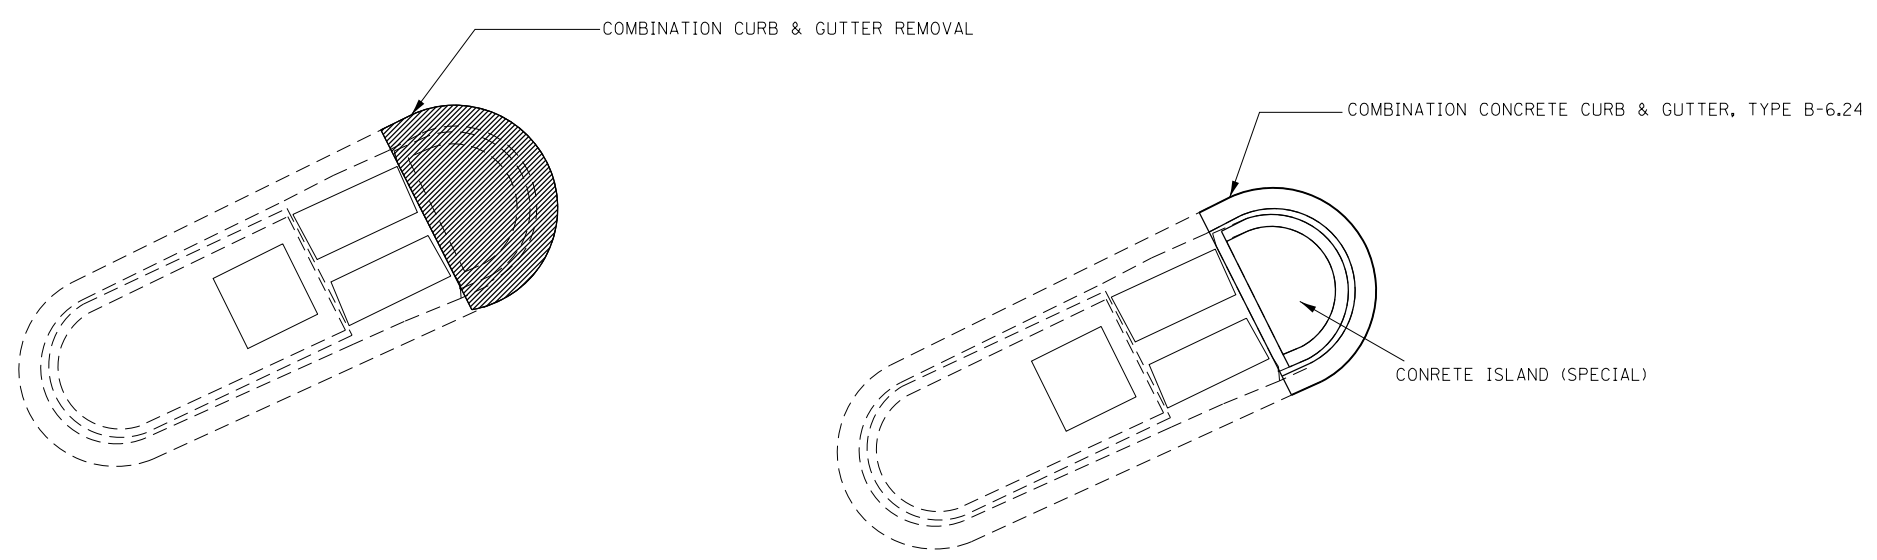 COMBINATION CURB & GUTTER REMOVAL
COMBINATION CONCRETE CURB & GUTTER, TYPE B-6.24
CONRETE ISLAND (SPECIAL)